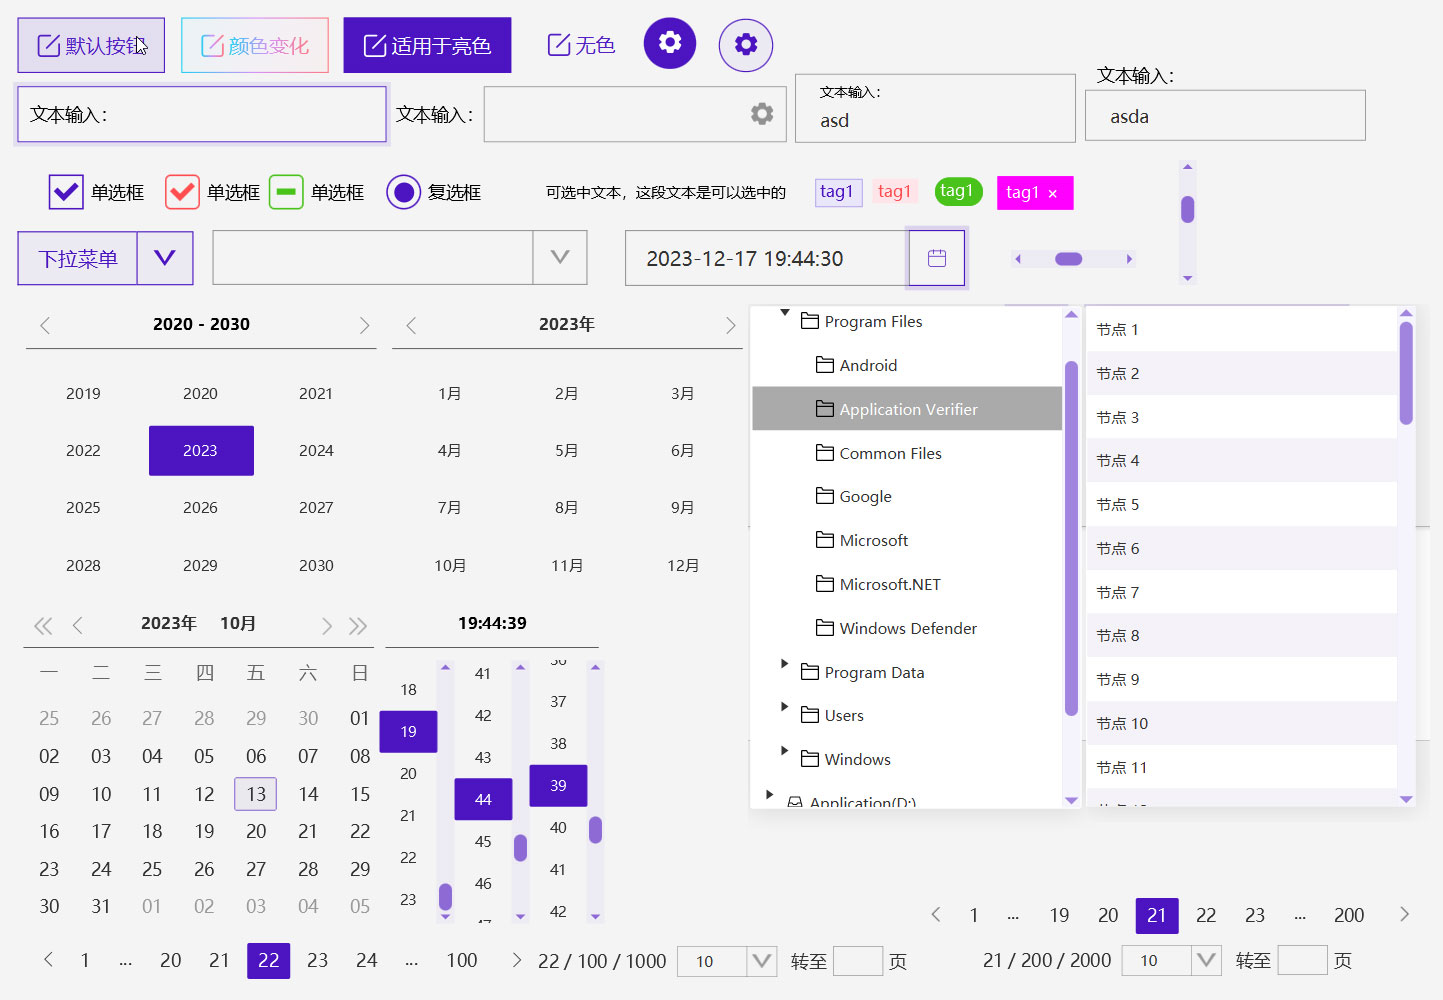 默认按钮 颜色变化 适用于亮色 无色
文本输入：
文本输入： 文本输入： 文本输入：
asd asda
单选框 单选框 单选框 复选框 可选中文本，这段文本是可以选中的 tag1 tag1 tag1 tag1 ×
下拉菜单 2023-12-17 19:44:30
2020 - 2030
2019 2020 2021
2022 2023 2024
2025 2026 2027
2028 2029 2030
2023年
1月 2月 3月
4月 5月 6月
7月 8月 9月
10月 11月 12月
Program Files
Android
Application Verifier
Common Files
Google
Microsoft
Microsoft.NET
Windows Defender
Program Data
Users
Windows
Application(D:)
节点 1
节点 2
节点 3
节点 4
节点 5
节点 6
节点 7
节点 8
节点 9
节点 10
节点 11
2023年 10月
一 二 三 四 五 六 日
25 26 27 28 29 30 01
02 03 04 05 06 07 08
09 10 11 12 13 14 15
16 17 18 19 20 21 22
23 24 25 26 27 28 29
30 31 01 02 03 04 05
19:44:39
18
19
20
21
22
23
41
42
43
44
45
46
37
38
39
40
41
42
1 ... 19 20 21 22 23 ... 200
1 ... 20 21 22 23 24 ... 100 22 / 100 / 1000 10 转至 页
21 / 200 / 2000 10 转至 页